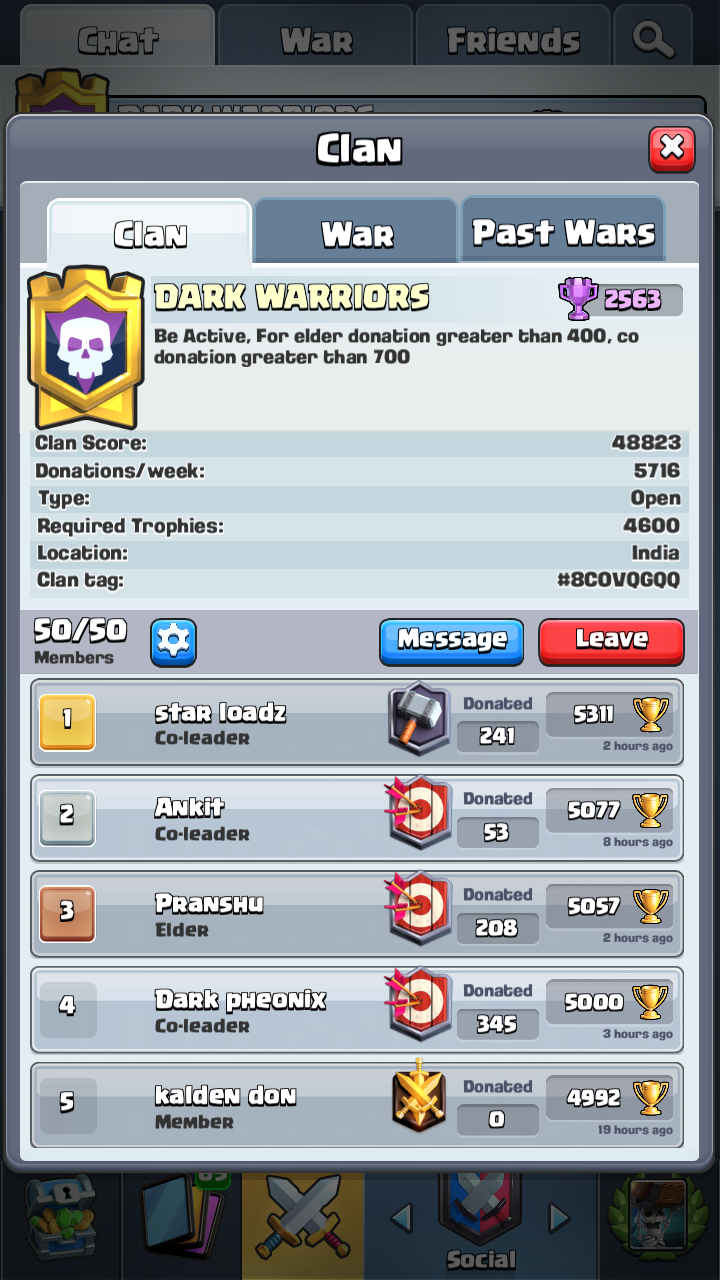 Chat War Friends
DARK WARRIORS
Clan
Clan War Past Wars
DARK WARRIORS 2563
Be Active, For elder donation greater than 400, co
donation greater than 700
Clan Score: 48823
Donations/week: 5716
Type: Open
Required Trophies: 4600
Location: India
Clan tag: #8C0VQGQQ
50/50
Members
Message Leave
1 star loadz Donated 5311
Co-leader 241 2 hours ago
2 Ankit Donated 5077
Co-leader 53 8 hours ago
3 Pranshu Donated 5057
Elder 208 2 hours ago
4 Dark pheonix Donated 5000
Co-leader 345 3 hours ago
5 kalden don Donated 4992
Member 0 19 hours ago
Social